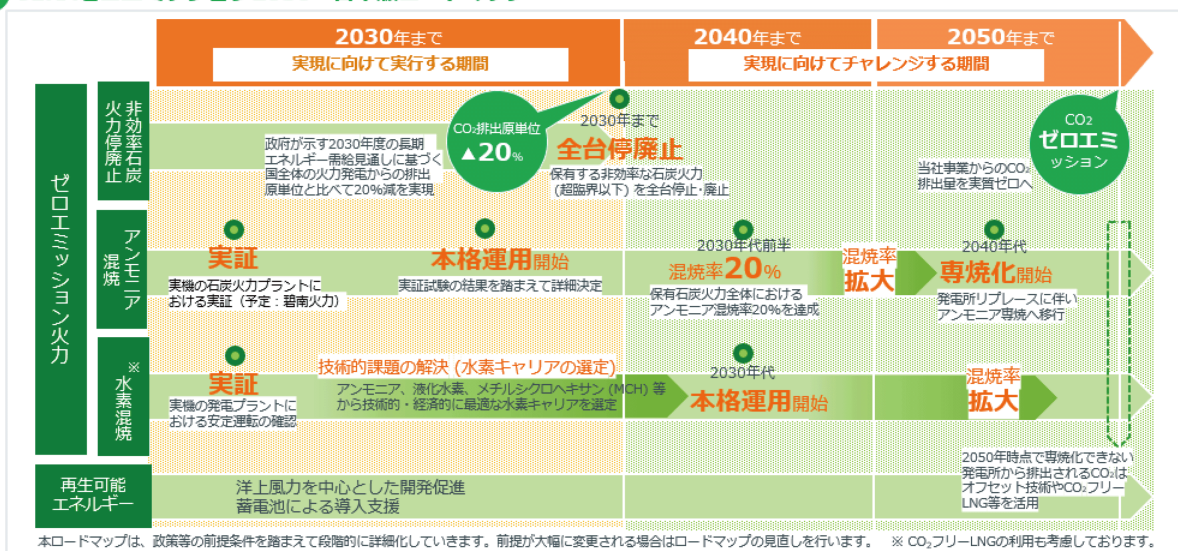 2030年まで
実現に向けて実行する期間
2040年まで
2050年まで
実現に向けてチャレンジする期間
ゼロエミッション火力
非効率石炭
火力停廃止
政府が示す2030年度の長期
エネルギー需給見通しに基づく
国全体の火力発電からの排出
原単位と比べて20%減を実現
CO₂排出原単位
▲20%
2030年まで
全台停廃止
保有する非効率な石炭火力
(超臨界以下) を全台停止・廃止
CO₂
ゼロエミ
ッション
当社事業からのCO₂
排出量を実質ゼロへ
アンモニア
混焼
実証
実機の石炭火力プラントに
おける実証（予定：碧南火力）
本格運用開始
実証試験の結果を踏まえて詳細決定
2030年代前半
混焼率20%
保有石炭火力全体における
アンモニア混焼率20%を達成
混焼率
拡大
2040年代
専焼化開始
発電所リプレースに伴い
アンモニア専焼へ移行
※
水素混焼
実証
実機の発電プラントに
おける安定運転の確認
技術的課題の解決 (水素キャリアの選定)
アンモニア、液化水素、メチルシクロヘキサン (MCH) 等
から技術的・経済的に最適な水素キャリアを選定
2030年代
本格運用開始
混焼率
拡大
2050年時点で専焼化できない
発電所から排出されるCO₂は
オフセット技術やCO₂フリー
LNG等を活用
再生可能
エネルギー
洋上風力を中心とした開発促進
蓄電池による導入支援
本ロードマップは、政策等の前提条件を踏まえて段階的に詳細化していきます。前提が大幅に変更される場合はロードマップの見直しを行います。 ※ CO₂フリーLNGの利用も考慮しております。